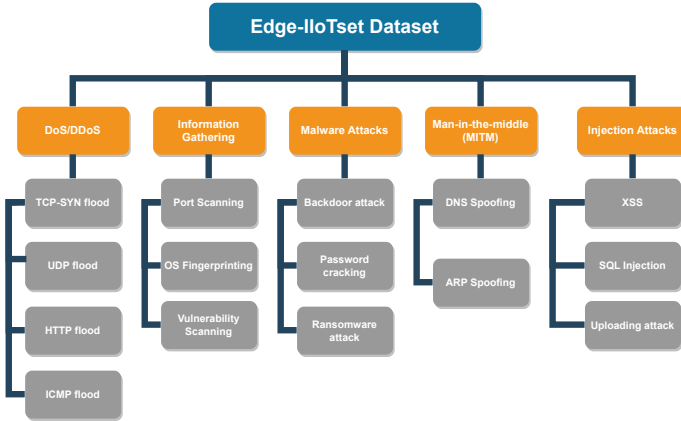 Edge-IIoTset Dataset
DoS/DDoS
Information
Gathering
Malware Attacks
Man-in-the-middle
(MITM)
Injection Attacks
TCP-SYN flood
Port Scanning
Backdoor attack
DNS Spoofing
XSS
UDP flood
OS Fingerprinting
Password
cracking
ARP Spoofing
SQL Injection
HTTP flood
Vulnerability
Scanning
Ransomware
attack
Uploading attack
ICMP flood